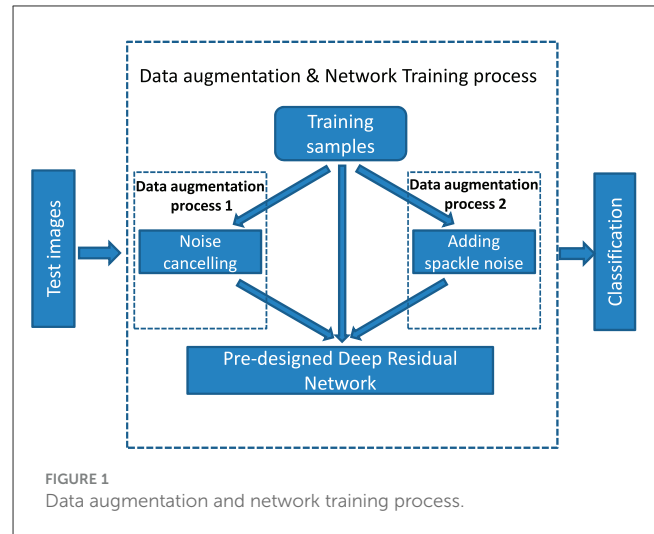 Data augmentation & Network Training process
Training
samples
Test images
Data augmentation
process 1
Noise
cancelling
Data augmentation
process 2
Adding
spackle noise
Classification
Pre-designed Deep Residual
Network
FIGURE 1
Data augmentation and network training process.